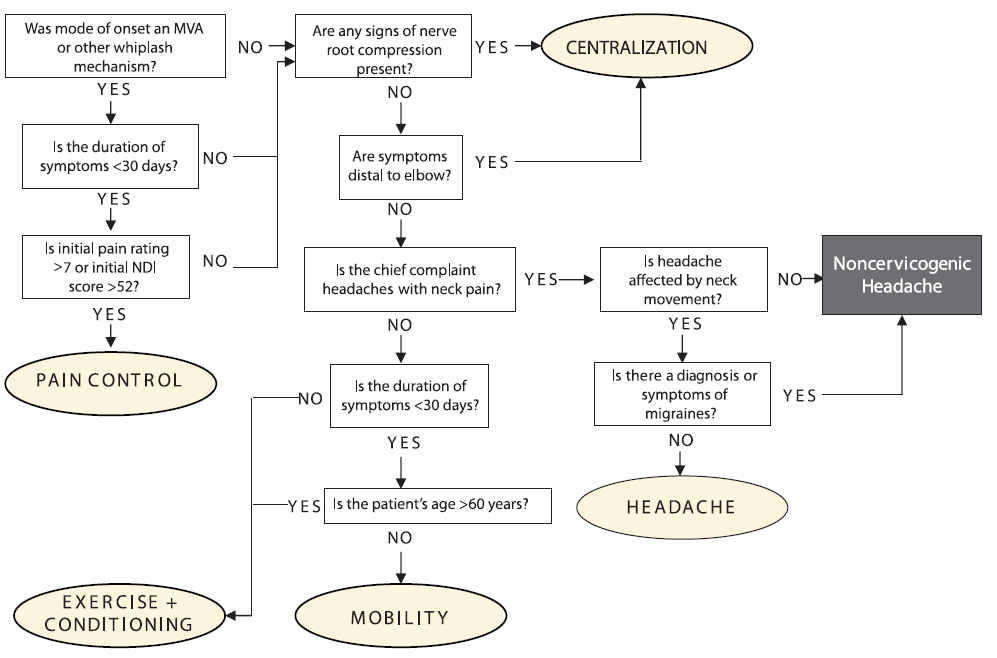 Was mode of onset an MVA
or other whiplash
mechanism?
NO
Are any signs of nerve
root compression
present?
YES
CENTRALIZATION
YES
NO
Is the duration of
symptoms <30 days?
NO
Are symptoms
distal to elbow?
YES
YES
NO
Is initial pain rating
>7 or initial NDI
score >52?
NO
Is the chief complaint
headaches with neck pain?
YES
Is headache
affected by neck
movement?
NO
Noncervicogenic
Headache
YES
NO
YES
PAIN CONTROL
Is the duration of
symptoms <30 days?
NO
Is there a diagnosis or
symptoms of
migraines?
YES
YES
NO
Is the patient's age >60 years?
YES
HEADACHE
NO
EXERCISE +
CONDITIONING
MOBILITY